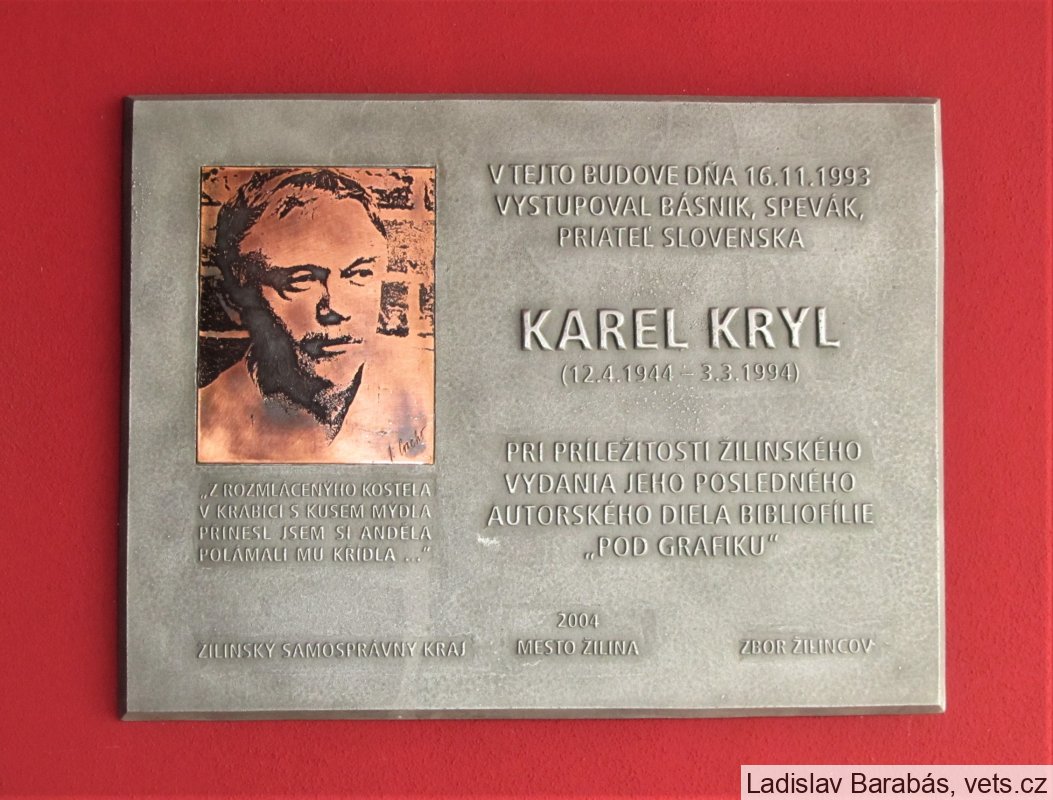 V TEJTO BUDOVE DŇA 16.11.1993
VYSTUPOVAL BÁSNIK, SPEVÁK,
PRIATEĽ SLOVENSKA
KAREL KRYL
(12.4.1944 – 3.3.1994)
PRI PRÍLEŽITOSTI ŽILINSKÉHO
VYDANIA JEHO POSLEDNÉHO
AUTORSKÉHO DIELA BIBLIOFÍLIE
„POD GRAFIKU“
„Z ROZMLÁCENÝHO KOSTELA
V KRABICI S KUSEM MÝDLA
PŘINESL JSEM SI ANDĚLA
POLÁMALI MU KŘÍDLA ...“
2004
ŽILINSKÝ SAMOSPRÁVNY KRAJ MESTO ŽILINA ZBOR ŽILINCOV
Ladislav Barabás, vets.cz